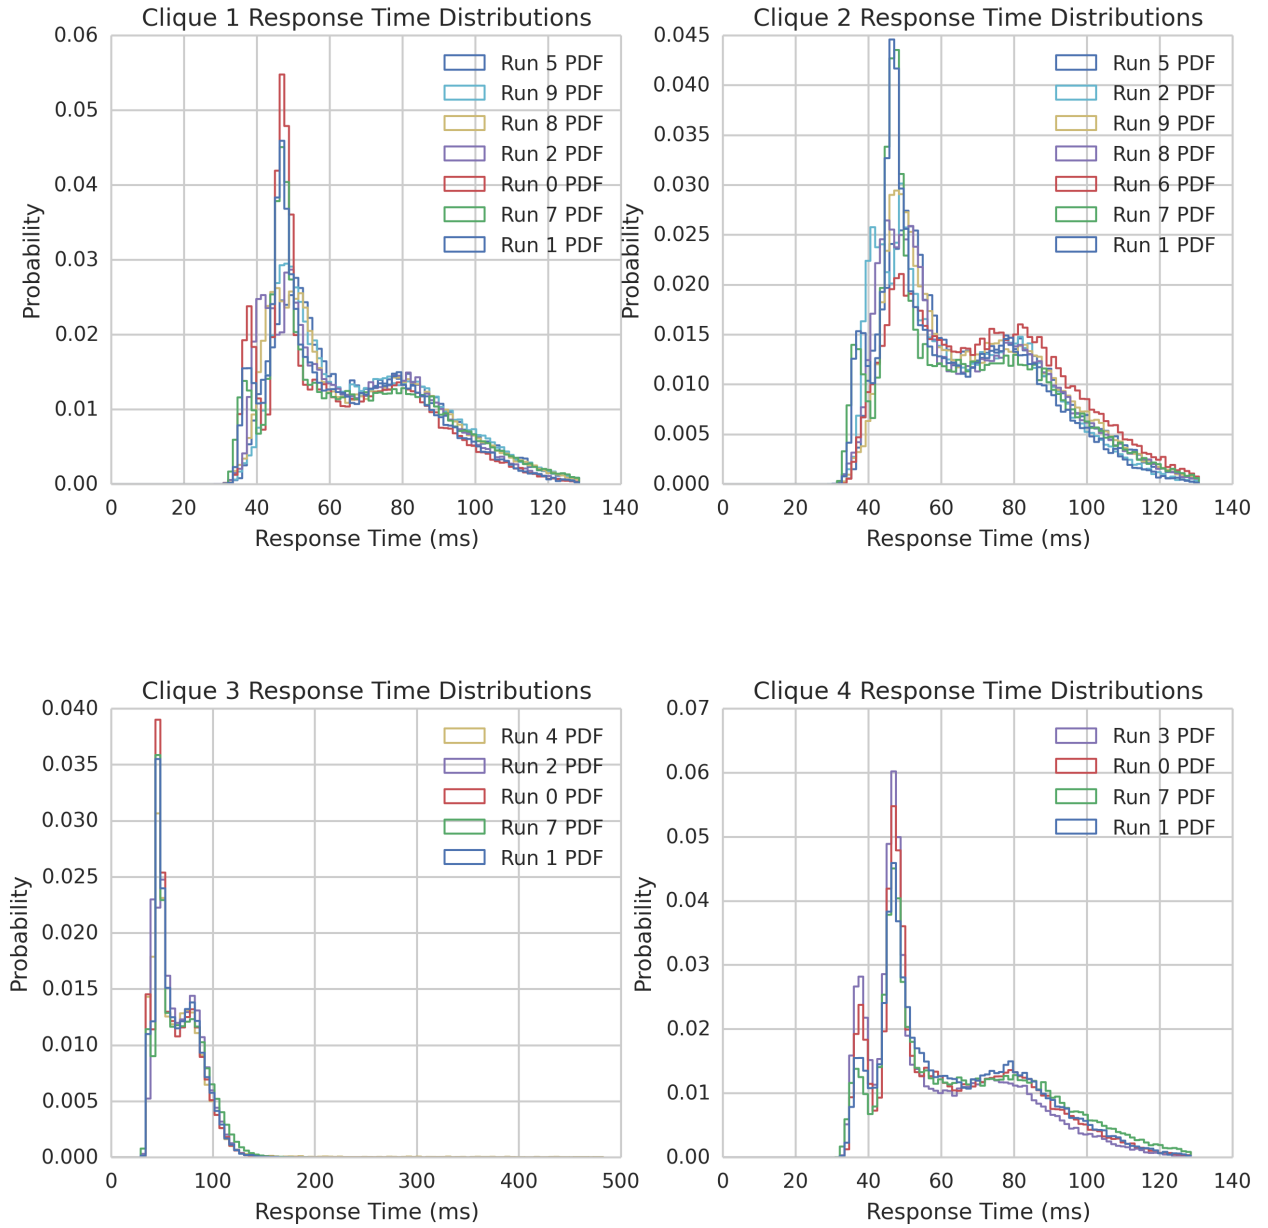 Clique 1 Response Time Distributions
0.06
0.05
0.04
0.03
0.02
0.01
0.00
Probability
0 20 40 60 80 100 120 140
Response Time (ms)
Run 5 PDF
Run 9 PDF
Run 8 PDF
Run 2 PDF
Run 0 PDF
Run 7 PDF
Run 1 PDF
Clique 2 Response Time Distributions
0.045
0.040
0.035
0.030
0.025
0.020
0.015
0.010
0.005
0.000
Probability
0 20 40 60 80 100 120 140
Response Time (ms)
Run 5 PDF
Run 2 PDF
Run 9 PDF
Run 8 PDF
Run 6 PDF
Run 7 PDF
Run 1 PDF
Clique 3 Response Time Distributions
0.040
0.035
0.030
0.025
0.020
0.015
0.010
0.005
0.000
Probability
0 100 200 300 400 500
Response Time (ms)
Run 4 PDF
Run 2 PDF
Run 0 PDF
Run 7 PDF
Run 1 PDF
Clique 4 Response Time Distributions
0.07
0.06
0.05
0.04
0.03
0.02
0.01
0.00
Probability
0 20 40 60 80 100 120 140
Response Time (ms)
Run 3 PDF
Run 0 PDF
Run 7 PDF
Run 1 PDF